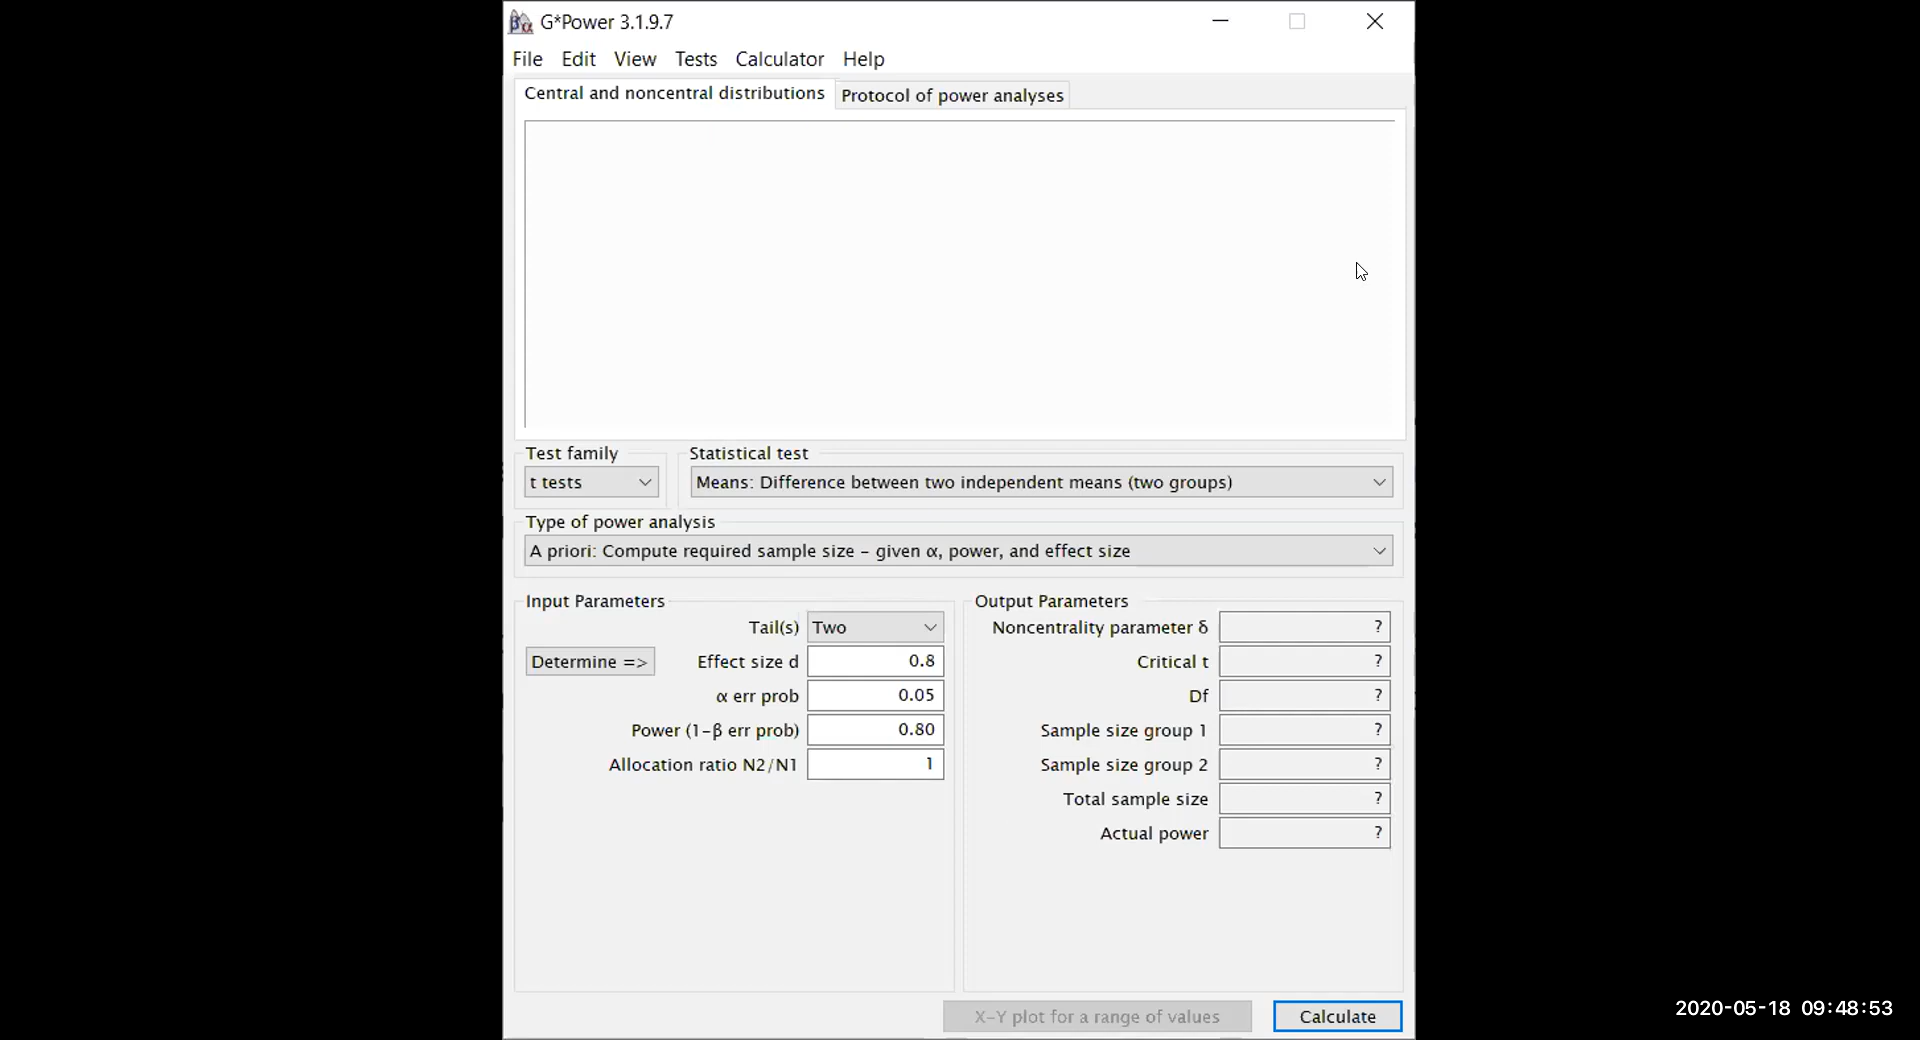 G*Power 3.1.9.7
File Edit View Tests Calculator Help
Central and noncentral distributions Protocol of power analyses
Test family Statistical test
t tests Means: Difference between two independent means (two groups)
Type of power analysis
A priori: Compute required sample size – given α, power, and effect size
Input Parameters Output Parameters
Tail(s) Two Noncentrality parameter δ ?
Determine => Effect size d 0.8 Critical t ?
α err prob 0.05 Df ?
Power (1–β err prob) 0.80 Sample size group 1 ?
Allocation ratio N2/N1 1 Sample size group 2 ?
Total sample size ?
Actual power ?
X–Y plot for a range of values Calculate
2020-05-18 09:48:53